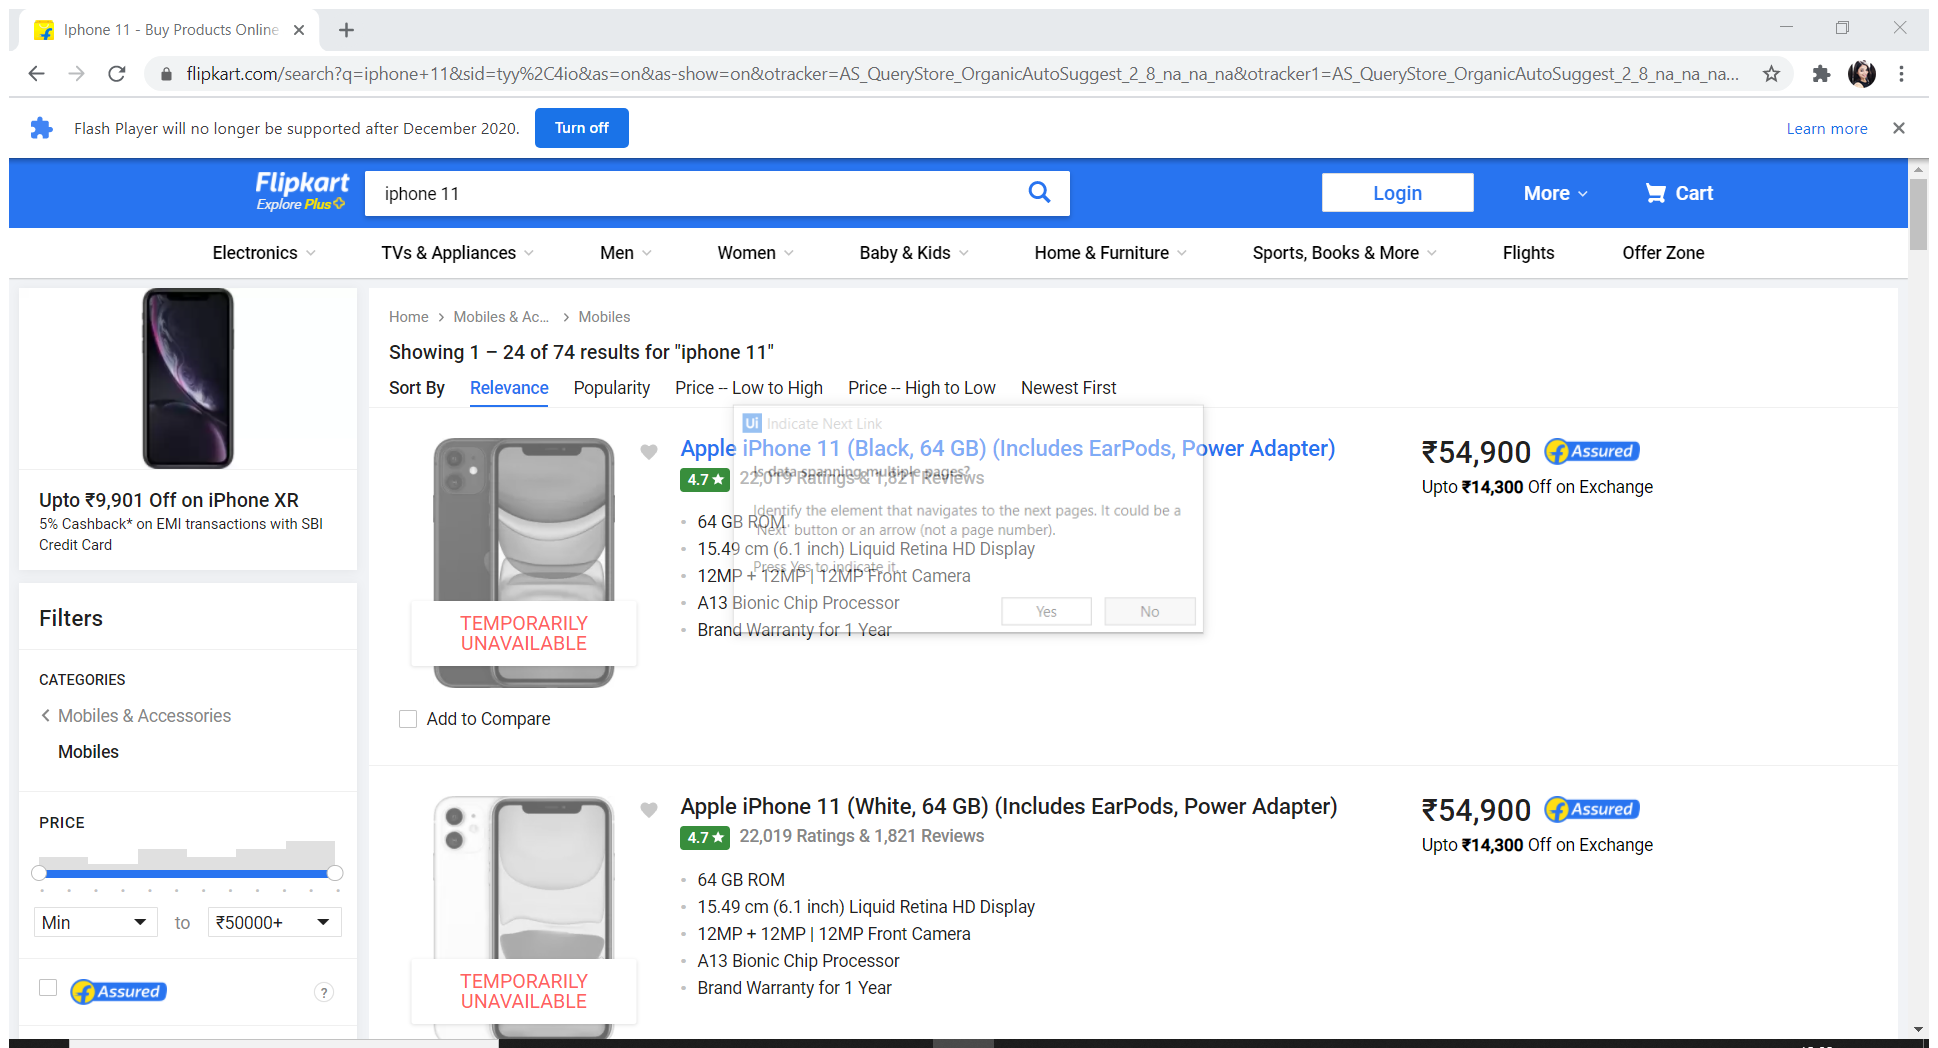 Iphone 11 - Buy Products Online
flipkart.com/search?q=iphone+11&sid=tyy%2C4io&as=on&as-show=on&otracker=AS_QueryStore_OrganicAutoSuggest_2_8_na_na_na&otracker1=AS_QueryStore_OrganicAutoSuggest_2_8_na_na_na...
Flash Player will no longer be supported after December 2020.
Turn off
Learn more
Flipkart
Explore Plus
iphone 11
Login
More
Cart
Electronics
TVs & Appliances
Men
Women
Baby & Kids
Home & Furniture
Sports, Books & More
Flights
Offer Zone
Upto ₹9,901 Off on iPhone XR
5% Cashback* on EMI transactions with SBI
Credit Card
Filters
CATEGORIES
Mobiles & Accessories
Mobiles
PRICE
Min
to
₹50000+
f Assured
?
Home
Mobiles & Ac...
Mobiles
Showing 1 – 24 of 74 results for "iphone 11"
Sort By
Relevance
Popularity
Price -- Low to High
Price -- High to Low
Newest First
Ui Indicate Next Link
Is data spanning multiple pages?
Identify the element that navigates to the next pages. It could be a
'Next' button or an arrow (not a page number).
Press Yes to indicate it.
Yes
No
Apple iPhone 11 (Black, 64 GB) (Includes EarPods, Power Adapter)
4.7
22,019 Ratings & 1,821 Reviews
64 GB ROM
15.49 cm (6.1 inch) Liquid Retina HD Display
12MP + 12MP | 12MP Front Camera
A13 Bionic Chip Processor
Brand Warranty for 1 Year
TEMPORARILY
UNAVAILABLE
Add to Compare
₹54,900
f Assured
Upto ₹14,300 Off on Exchange
Apple iPhone 11 (White, 64 GB) (Includes EarPods, Power Adapter)
4.7
22,019 Ratings & 1,821 Reviews
64 GB ROM
15.49 cm (6.1 inch) Liquid Retina HD Display
12MP + 12MP | 12MP Front Camera
A13 Bionic Chip Processor
Brand Warranty for 1 Year
TEMPORARILY
UNAVAILABLE
₹54,900
f Assured
Upto ₹14,300 Off on Exchange